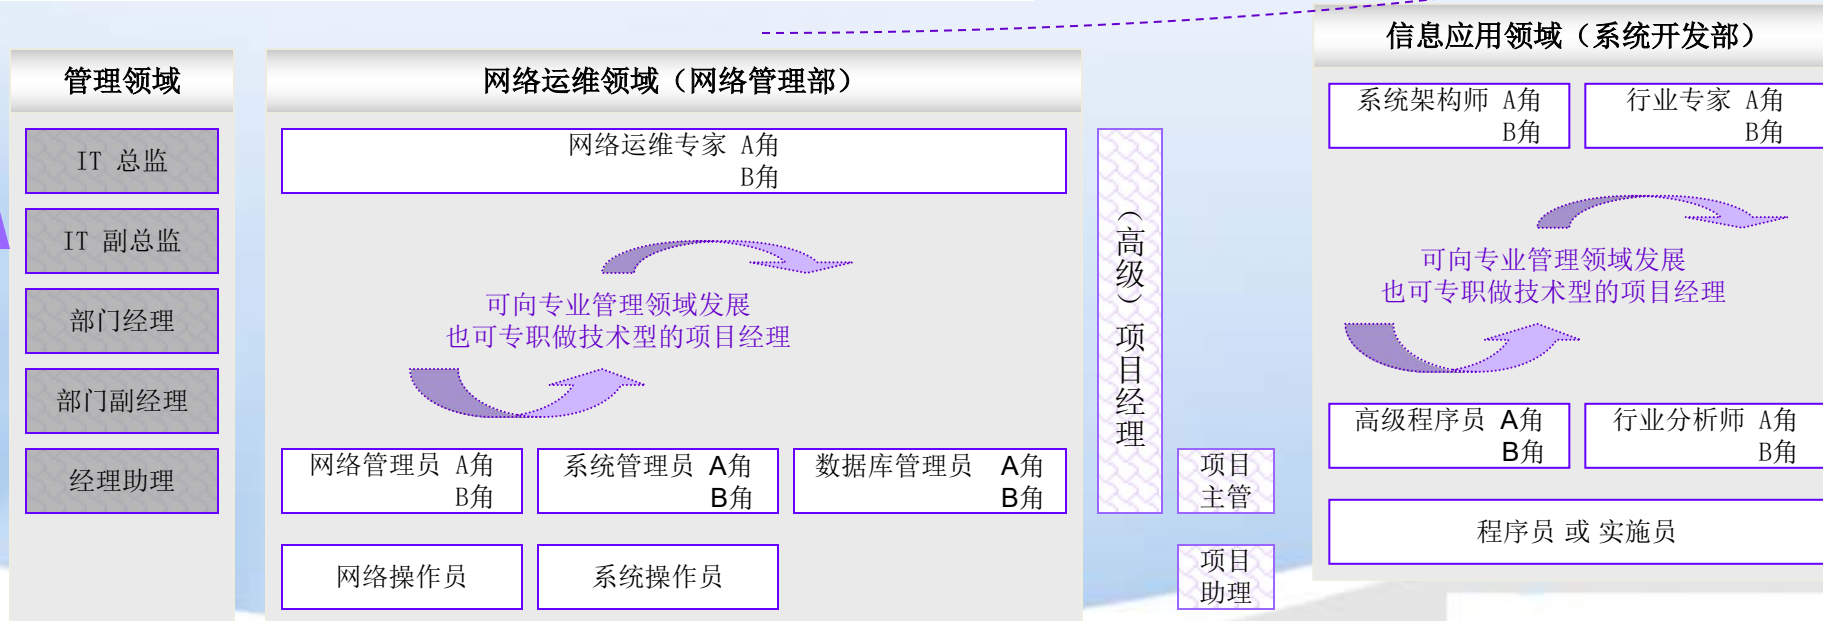 管理领域
IT 总监
IT 副总监
部门经理
部门副经理
经理助理
网络运维领域（网络管理部）
网络运维专家 A角
B角
可向专业管理领域发展
也可专职做技术型的项目经理
网络管理员 A角
B角
系统管理员 A角
B角
数据库管理员 A角
B角
网络操作员
系统操作员
（高级）项目经理
项目
主管
项目
助理
信息应用领域（系统开发部）
系统架构师 A角
B角
行业专家 A角
B角
可向专业管理领域发展
也可专职做技术型的项目经理
高级程序员 A角
B角
行业分析师 A角
B角
程序员 或 实施员